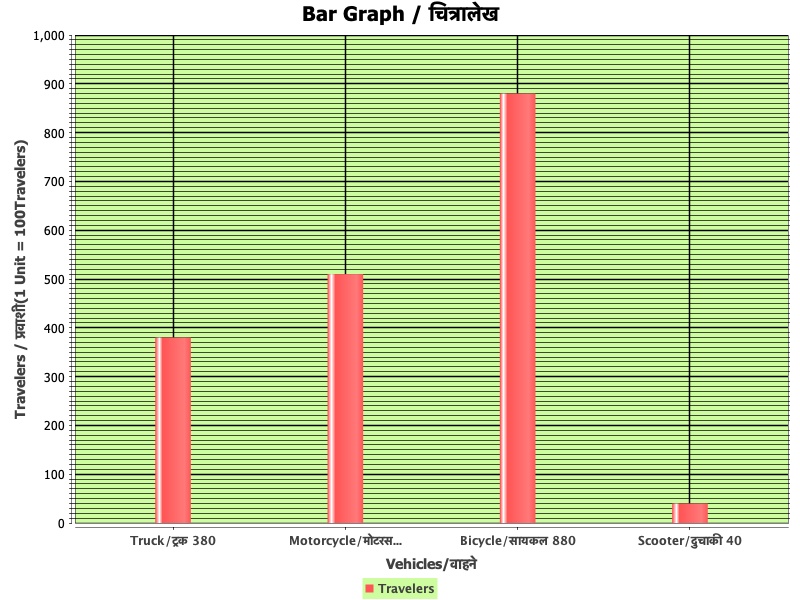 Bar Graph / चित्रालेख
Travelers / प्रवाशी(1 Unit = 100Travelers)
1,000
900
800
700
600
500
400
300
200
100
0
Truck/ट्रक 380 Motorcycle/मोटरस... Bicycle/सायकल 880 Scooter/दुचाकी 40
Vehicles/वाहने
Travelers